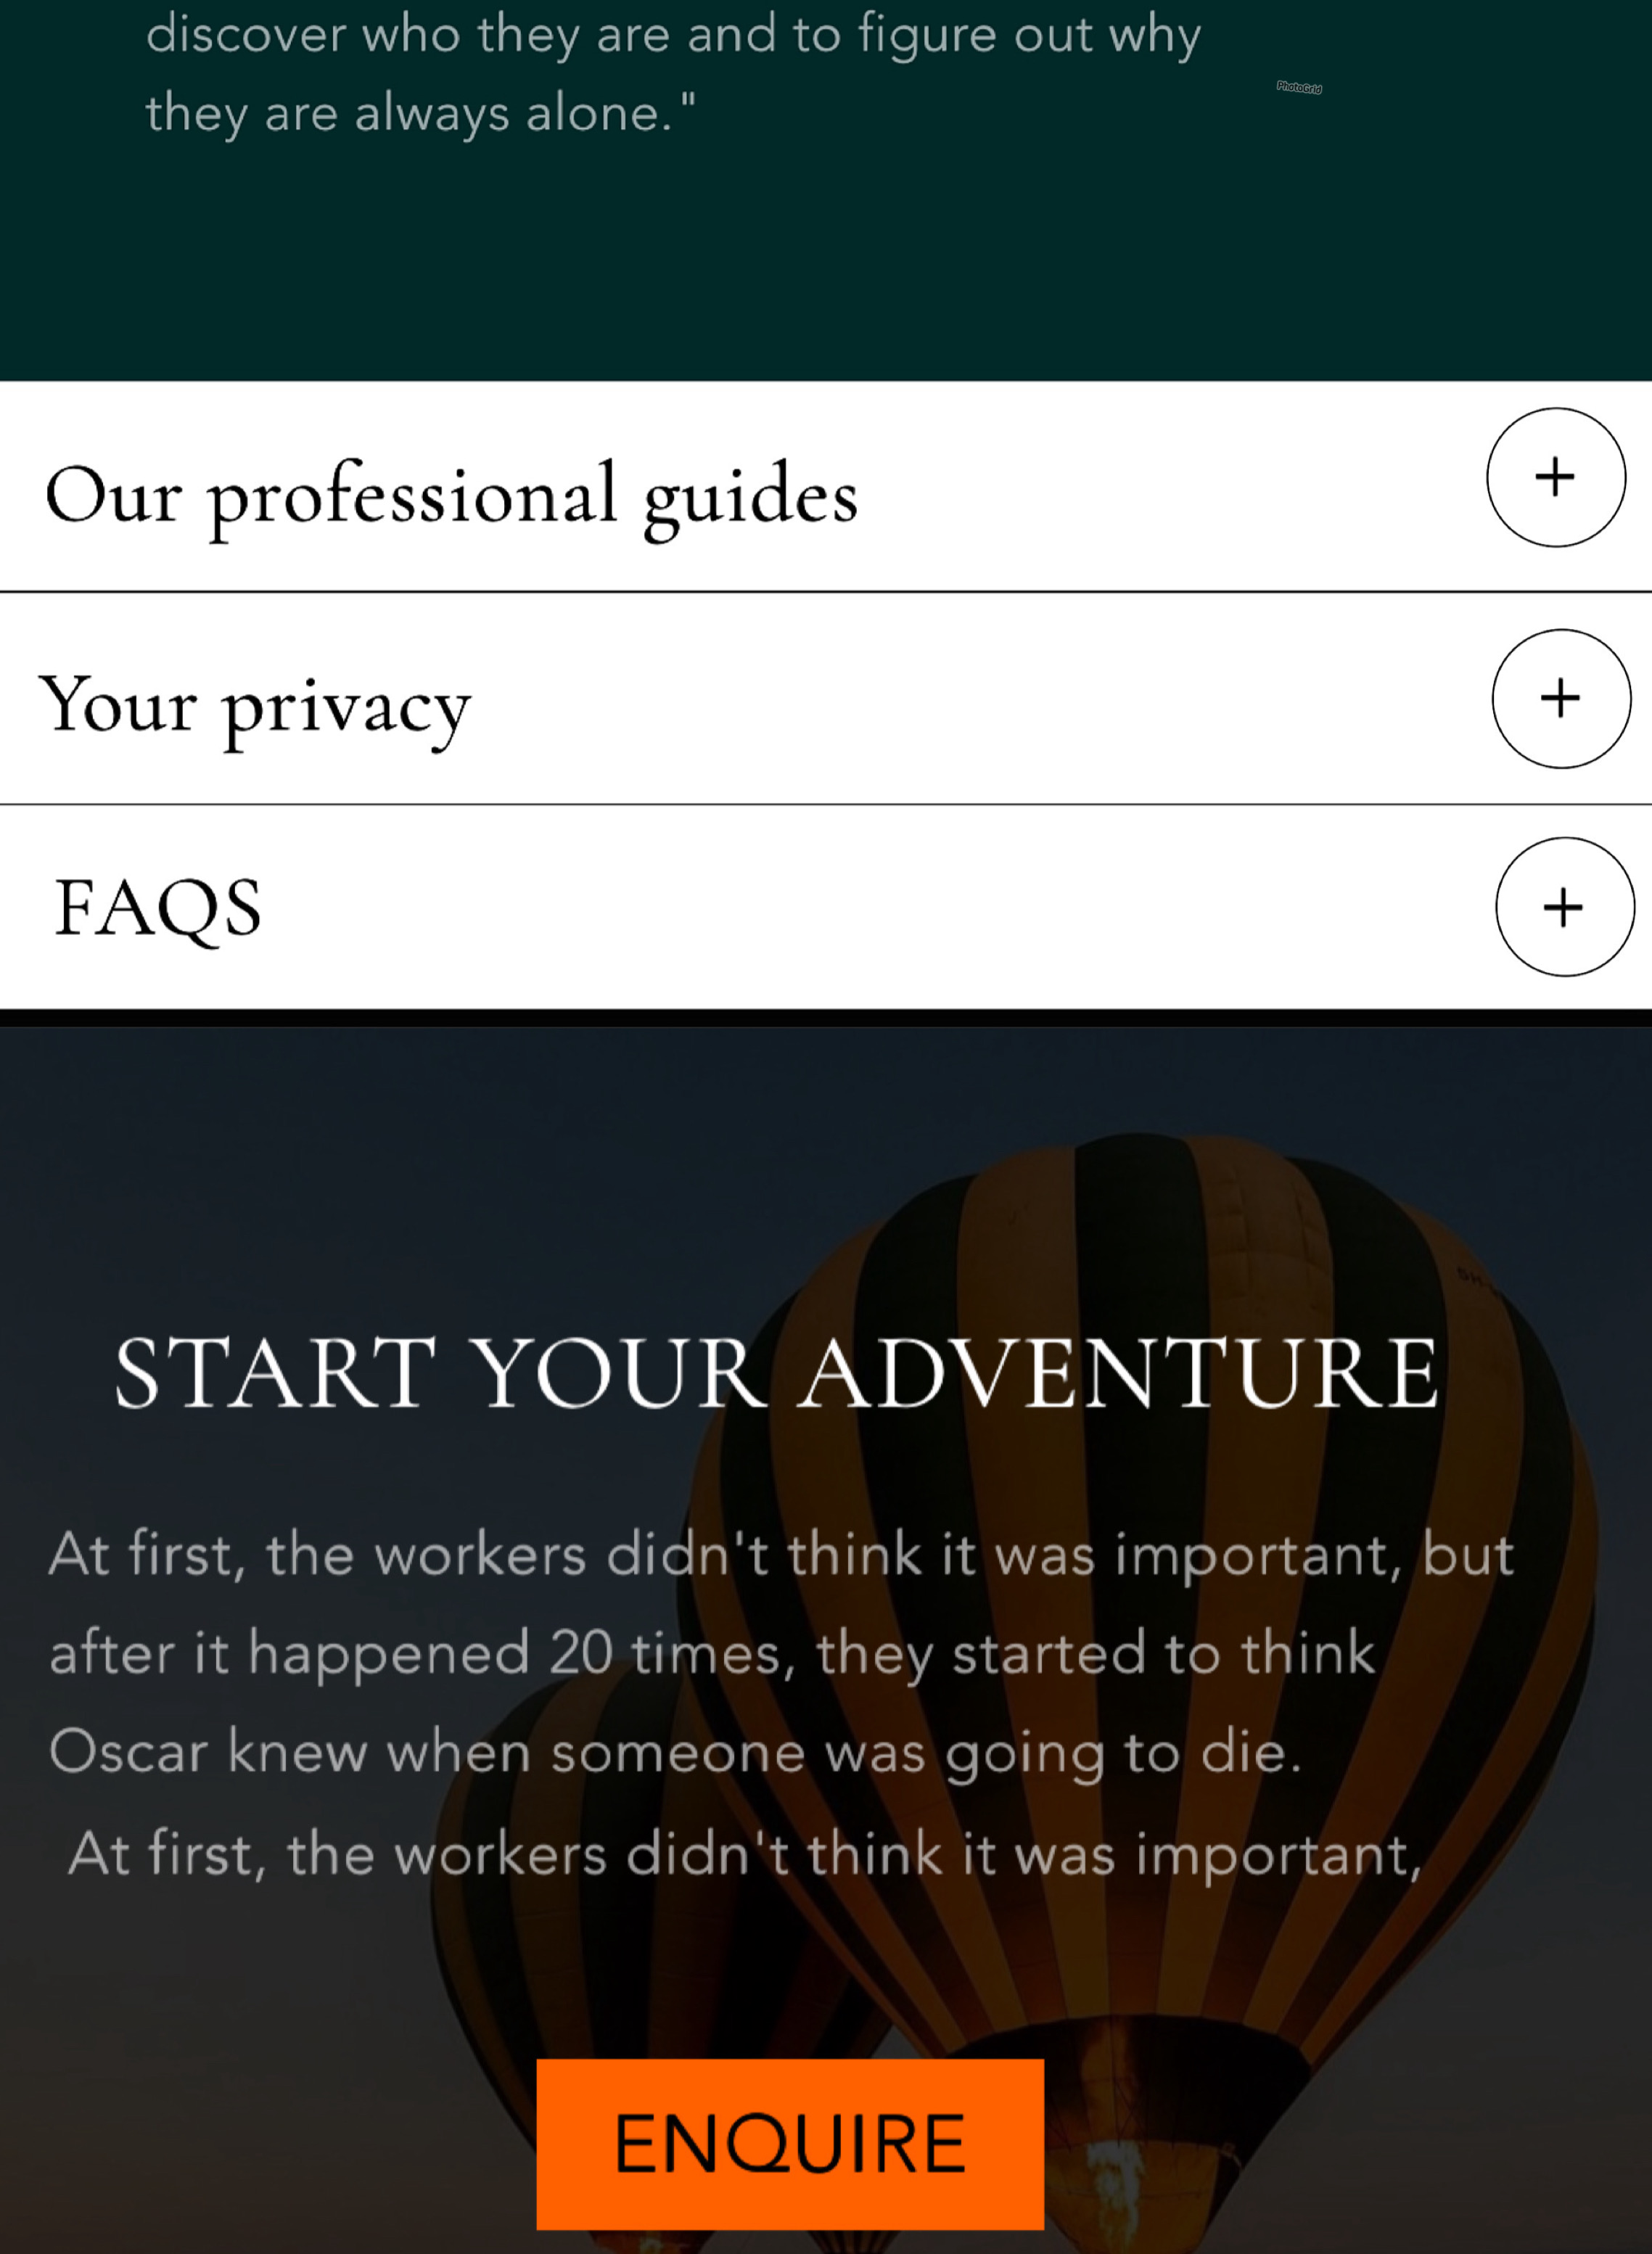 discover who they are and to figure out why
they are always alone."
PhotoGrid
Our professional guides
+
Your privacy
+
FAQS
+
START YOUR ADVENTURE
At first, the workers didn't think it was important, but
after it happened 20 times, they started to think
Oscar knew when someone was going to die.
At first, the workers didn't think it was important,
ENQUIRE